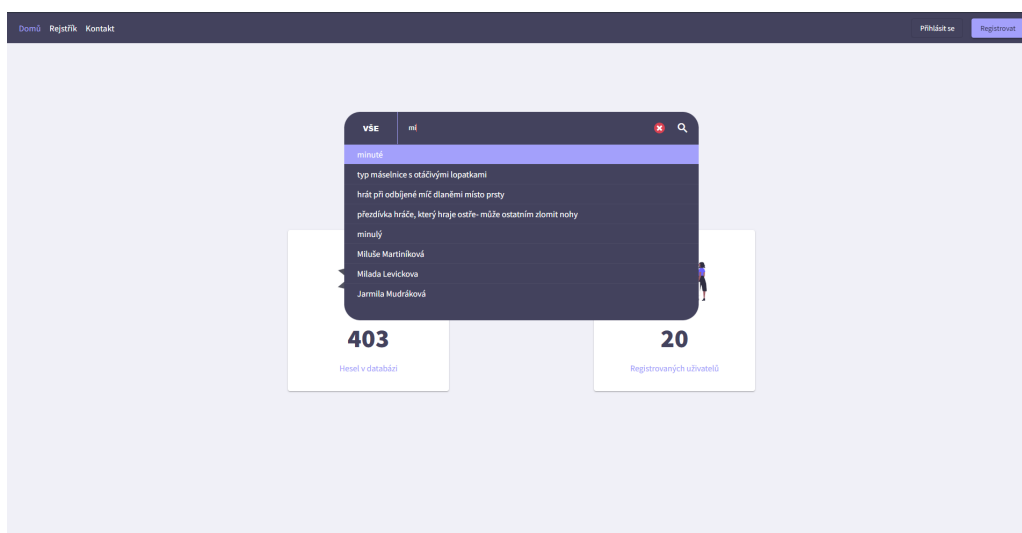 Domů Rejstřík Kontakt Přihlásit se Registrovat
VŠE mi
minuté
typ máselnice s otáčivými lopatkami
hrát při odbíjené míč dlaněmi místo prsty
přezdívka hráče, který hraje ostře- může ostatním zlomit nohy
minulý
Miluše Martiníková
Milada Levickova
Jarmila Mudráková
403 20
Hesel v databázi Registrovaných uživatelů